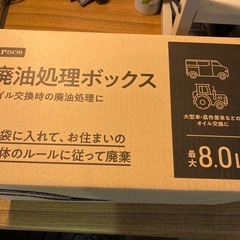 DCM
廃油処理ボックス
イル交換時の廃油処理に
袋に入れて、お住まいの
体のルールに従って廃棄
大型車・農作業車などの
オイル交換に
最大 8.0L